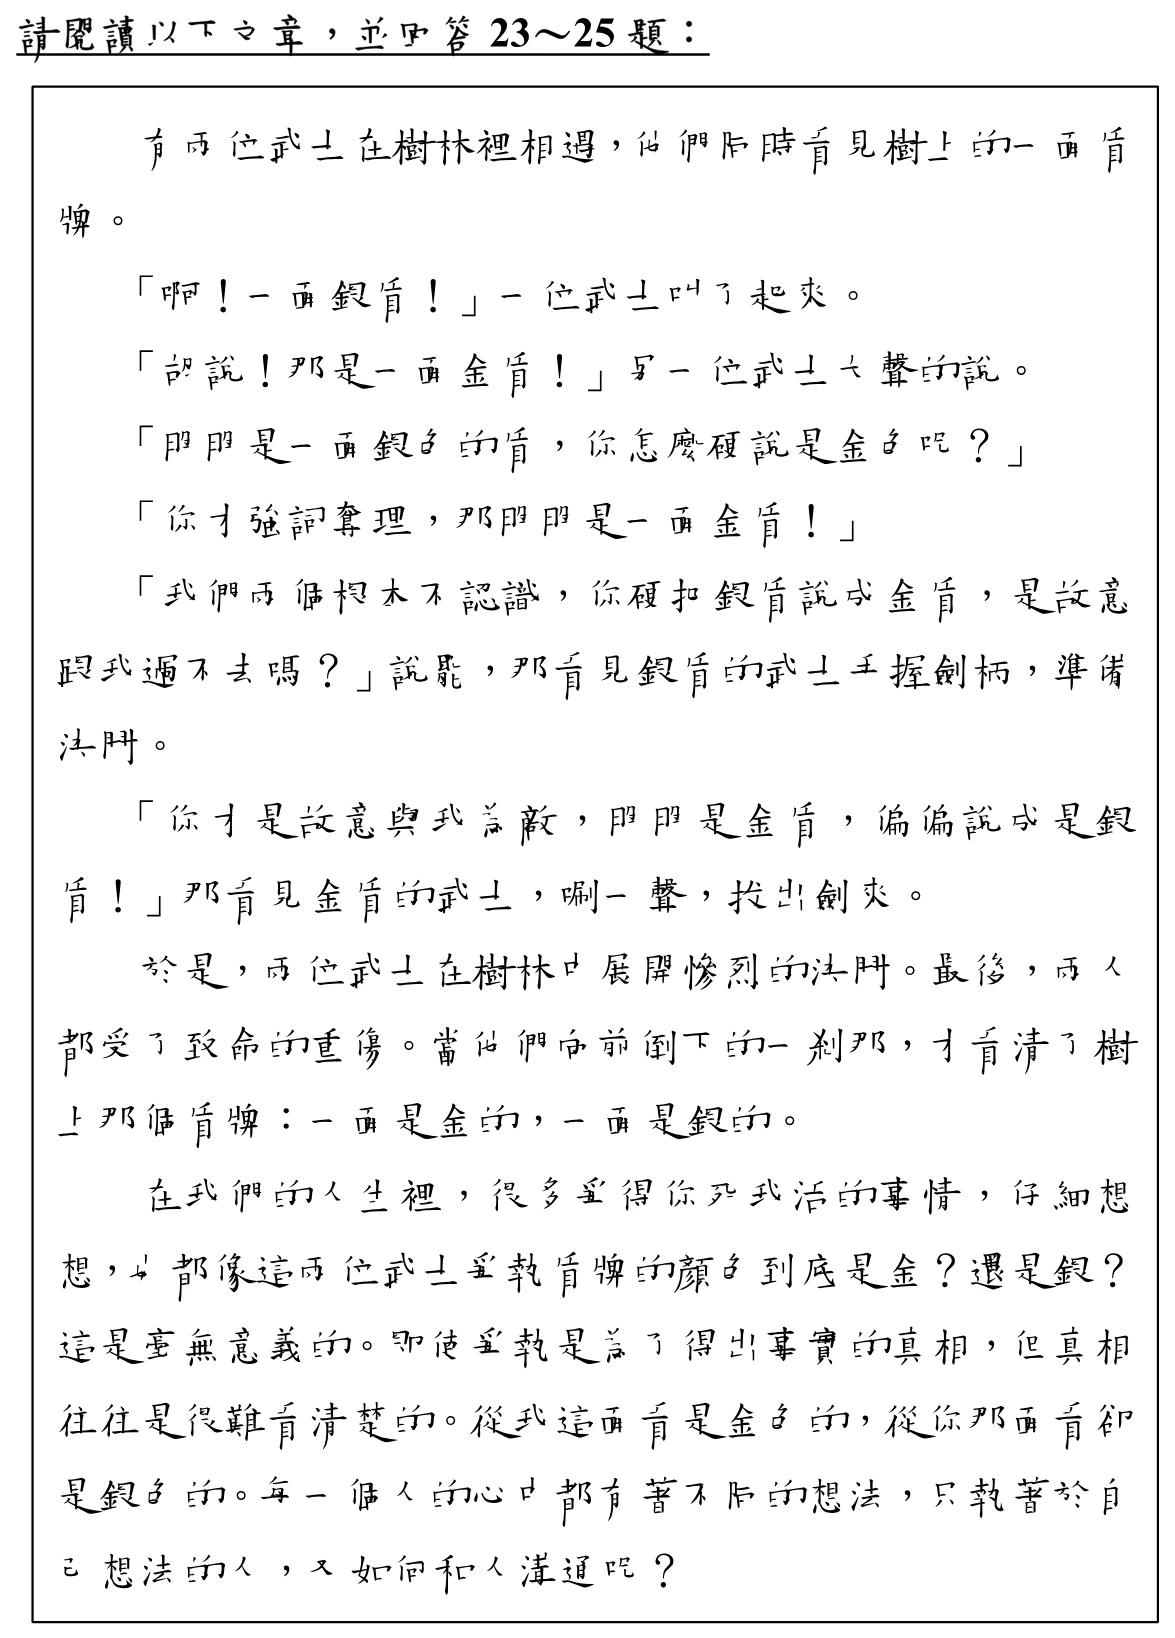 請閱讀以下文章，並回答 23～25 題：
有兩位武士在樹林裡相遇，他們同時看見樹上的一面盾
牌。
「啊！一面銀盾！」一位武士叫了起來。
「胡說！那是一面金盾！」另一位武士大聲的說。
「明明是一面銀色的盾，你怎麼硬說是金色呢？」
「你才強詞奪理，那明明是一面金盾！」
「我們兩個根本不認識，你硬把銀盾說成金盾，是故意
跟我過不去嗎？」說罷，那看見銀盾的武士手握劍柄，準備
決鬥。
「你才是故意與我為敵，明明是金盾，偏偏說成是銀
盾！」那看見金盾的武士，唰一聲，拔出劍來。
於是，兩位武士在樹林中展開慘烈的決鬥。最後，兩人
都受了致命的重傷。當他們向前倒下的一剎那，才看清了樹
上那個盾牌：一面是金的，一面是銀的。
在我們的人生裡，很多爭得你死我活的事情，仔細想
想，也都像這兩位武士爭執盾牌的顏色到底是金？還是銀？
這是毫無意義的。即使爭執是為了得出事實的真相，但真相
往往是很難看清楚的。從我這面看是金色的，從你那面看卻
是銀色的。每一個人的心中都有著不同的想法，只執著於自
己想法的人，又如何和人溝通呢？